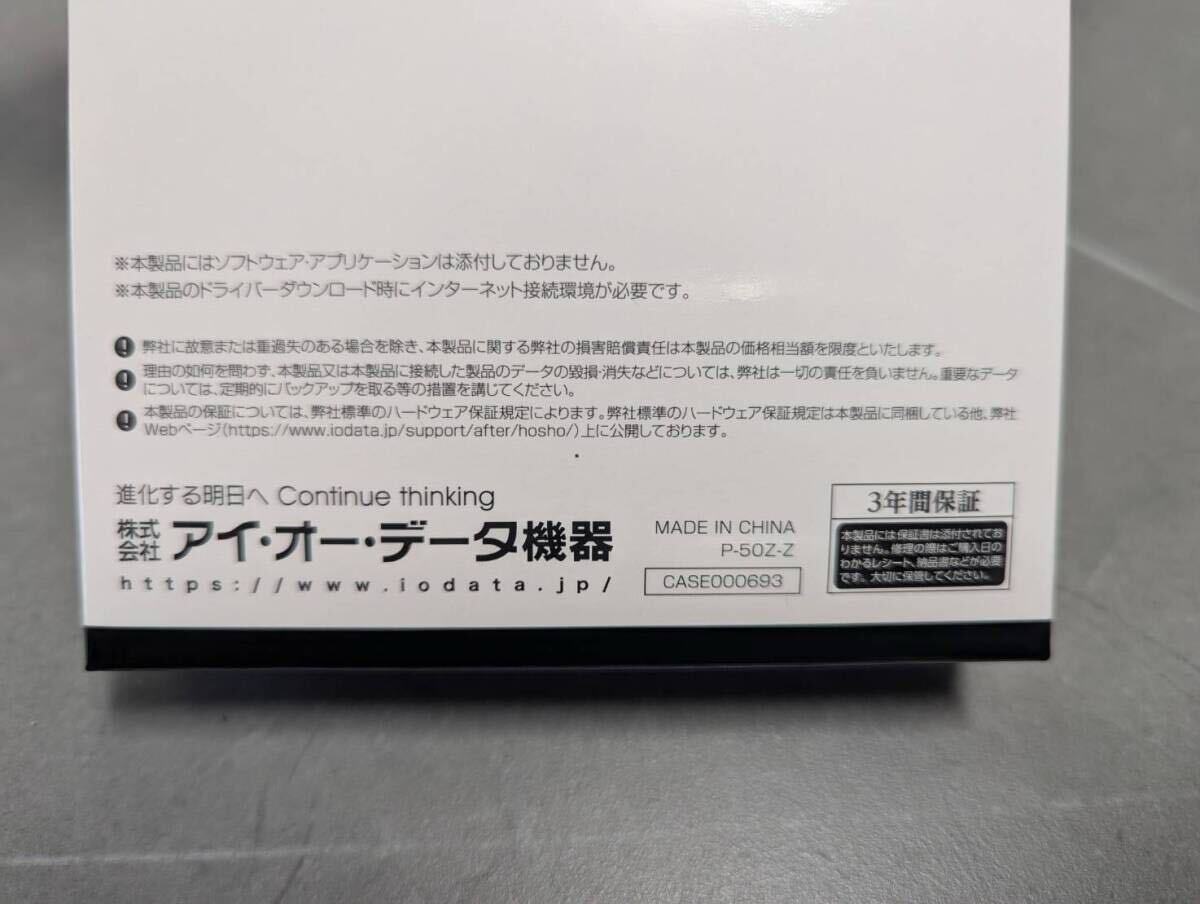 ※本製品にはソフトウェア・アプリケーションは添付しておりません。
※本製品のドライバーダウンロード時にインターネット接続環境が必要です。
弊社に故意または重過失のある場合を除き、本製品に関する弊社の損害賠償責任は本製品の価格相当額を限度といたします。
理由の如何を問わず、本製品又は本製品に接続した製品のデータの毀損・消失などについては、弊社は一切の責任を負いません。重要なデータ
については、定期的にバックアップを取る等の措置を講じてください。
本製品の保証については、弊社標準のハードウェア保証規定によります。弊社標準のハードウェア保証規定は本製品に同梱している他、弊社
Webページ(https://www.iodata.jp/support/after/hosho/)上に公開しております。
進化する明日へ Continue thinking
株式会社 アイ・オー・データ機器
https://www.iodata.jp/
MADE IN CHINA
P-50Z-Z
CASE000693
3年間保証
本製品には保証書は添付されてお
りません。修理の際はご購入日の
わかるレシート、納品書などが必要
です。大切に保管してください。